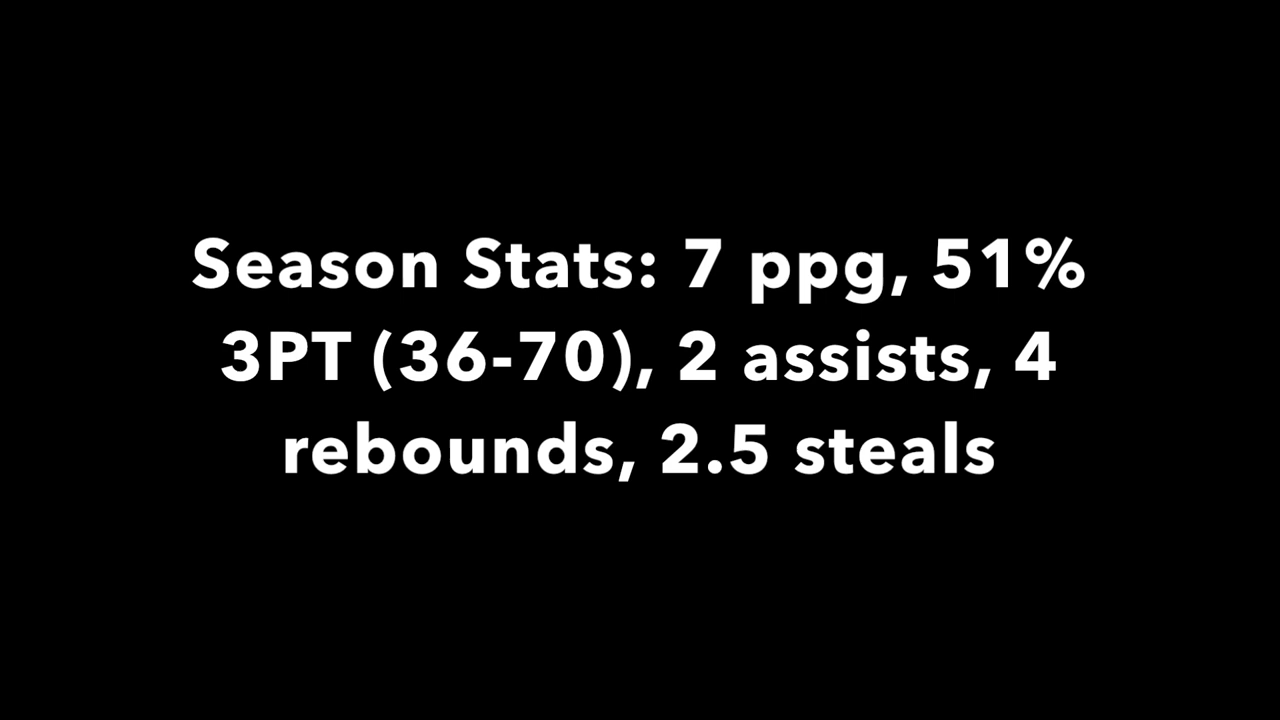 Season Stats: 7 ppg, 51%
3PT (36-70), 2 assists, 4
rebounds, 2.5 steals